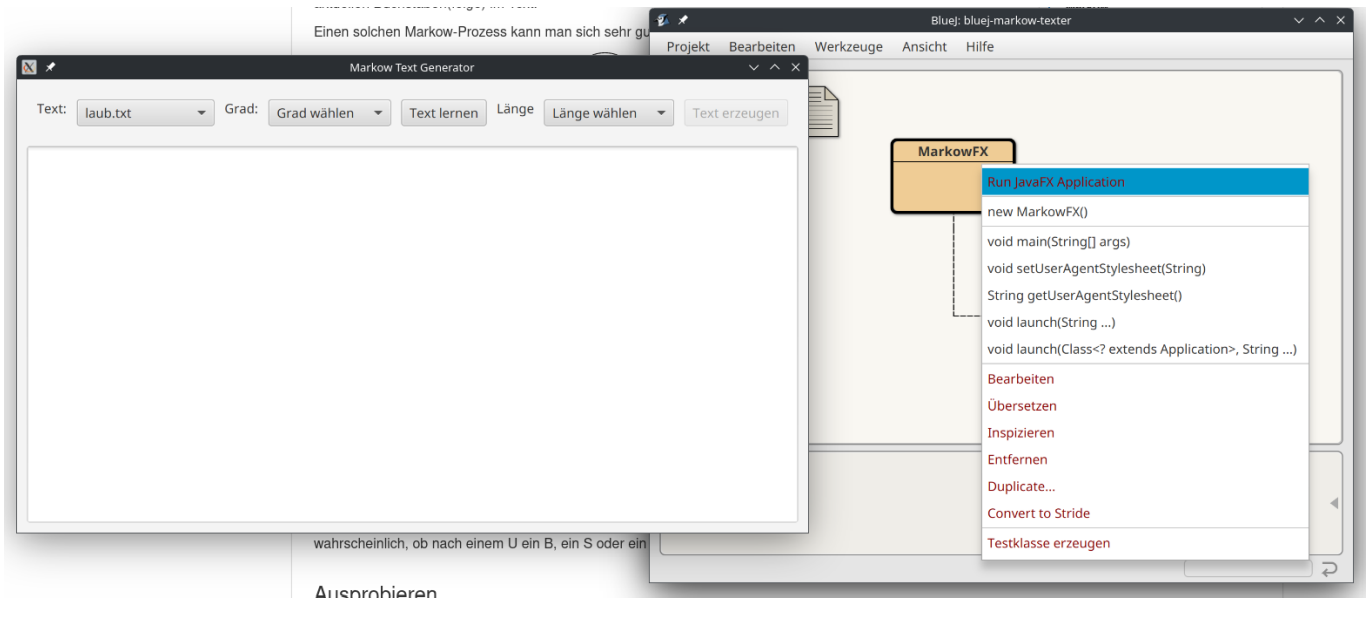 Einen solchen Markow-Prozess kann man sich sehr gu
Markow Text Generator
Text:
laub.txt
Grad:
Grad wählen
Text lernen
Länge
Länge wählen
Text erzeugen
wahrscheinlich, ob nach einem U ein B, ein S oder ein
Ausprobieren
BlueJ: bluej-markow-texter
Projekt Bearbeiten Werkzeuge Ansicht Hilfe
MarkowFX
Run JavaFX Application
new MarkowFX()
void main(String[] args)
void setUserAgentStylesheet(String)
String getUserAgentStylesheet()
void launch(String ...)
void launch(Class<? extends Application>, String ...)
Bearbeiten
Übersetzen
Inspizieren
Entfernen
Duplicate...
Convert to Stride
Testklasse erzeugen